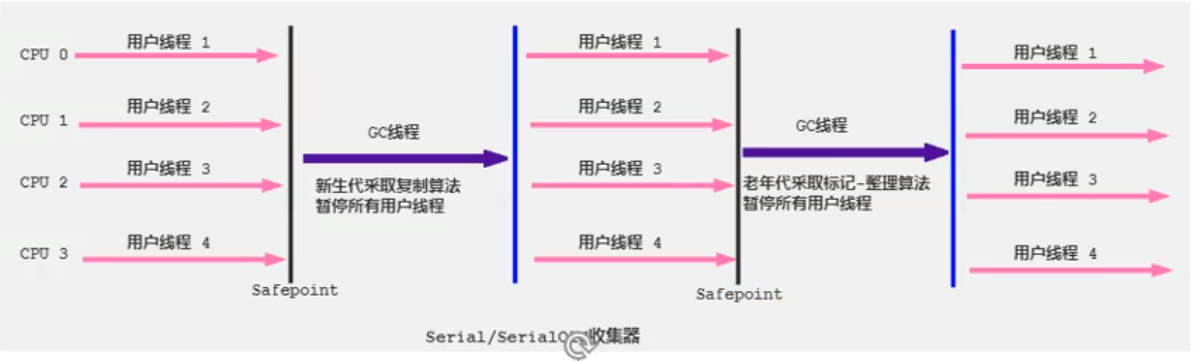 CPU 0
用户线程 1
用户线程 1
用户线程 1
CPU 1
用户线程 2
用户线程 2
用户线程 2
GC线程
GC线程
CPU 2
用户线程 3
用户线程 3
用户线程 3
新生代采取复制算法
暂停所有用户线程
老年代采取标记-整理算法
暂停所有用户线程
CPU 3
用户线程 4
用户线程 4
用户线程 4
Safepoint
Safepoint
Serial/Serial收集器